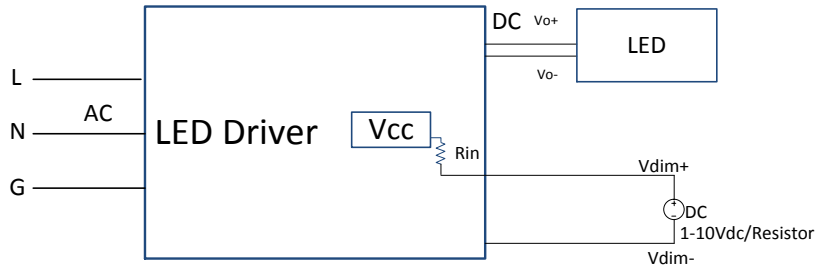 L
N
G
AC
LED Driver
Vcc
Rin
DC
Vo+
Vo-
LED
Vdim+
+
-
DC
1-10Vdc/Resistor
Vdim-